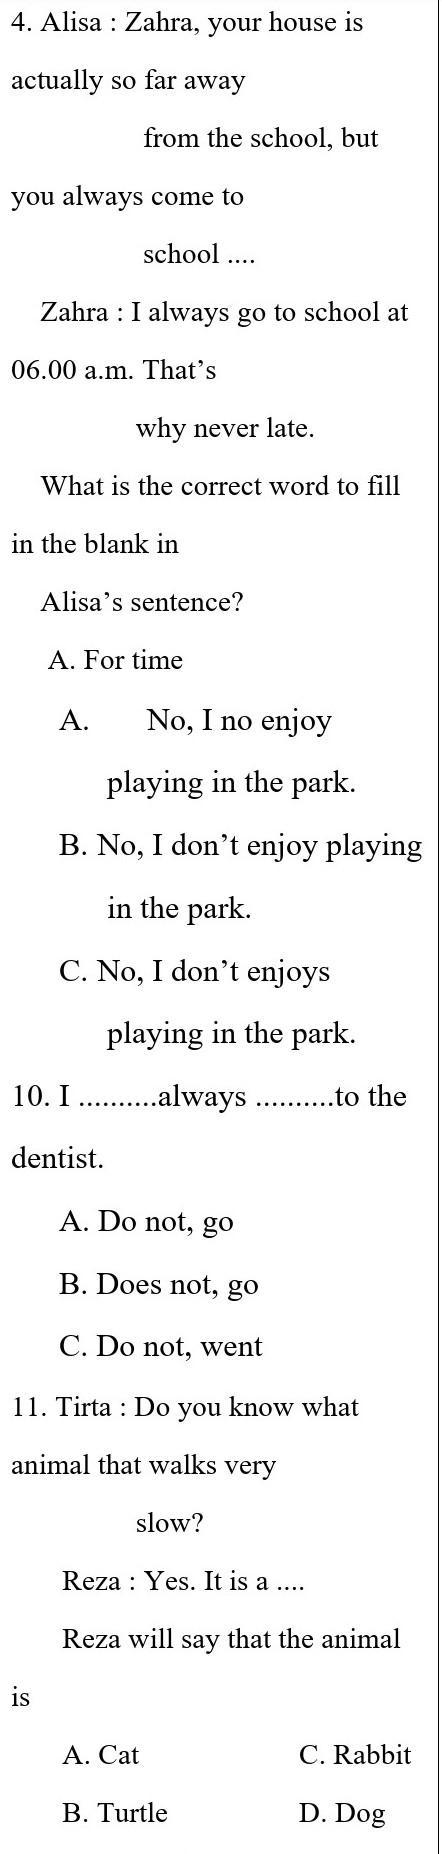 4. Alisa : Zahra, your house is
actually so far away
from the school, but
you always come to
school ....
Zahra : I always go to school at
06.00 a.m. That’s
why never late.
What is the correct word to fill
in the blank in
Alisa’s sentence?
A. For time
A. No, I no enjoy
playing in the park.
B. No, I don’t enjoy playing
in the park.
C. No, I don’t enjoys
playing in the park.
10. I ..........always ..........to the
dentist.
A. Do not, go
B. Does not, go
C. Do not, went
11. Tirta : Do you know what
animal that walks very
slow?
Reza : Yes. It is a ....
Reza will say that the animal
is
A. Cat C. Rabbit
B. Turtle D. Dog